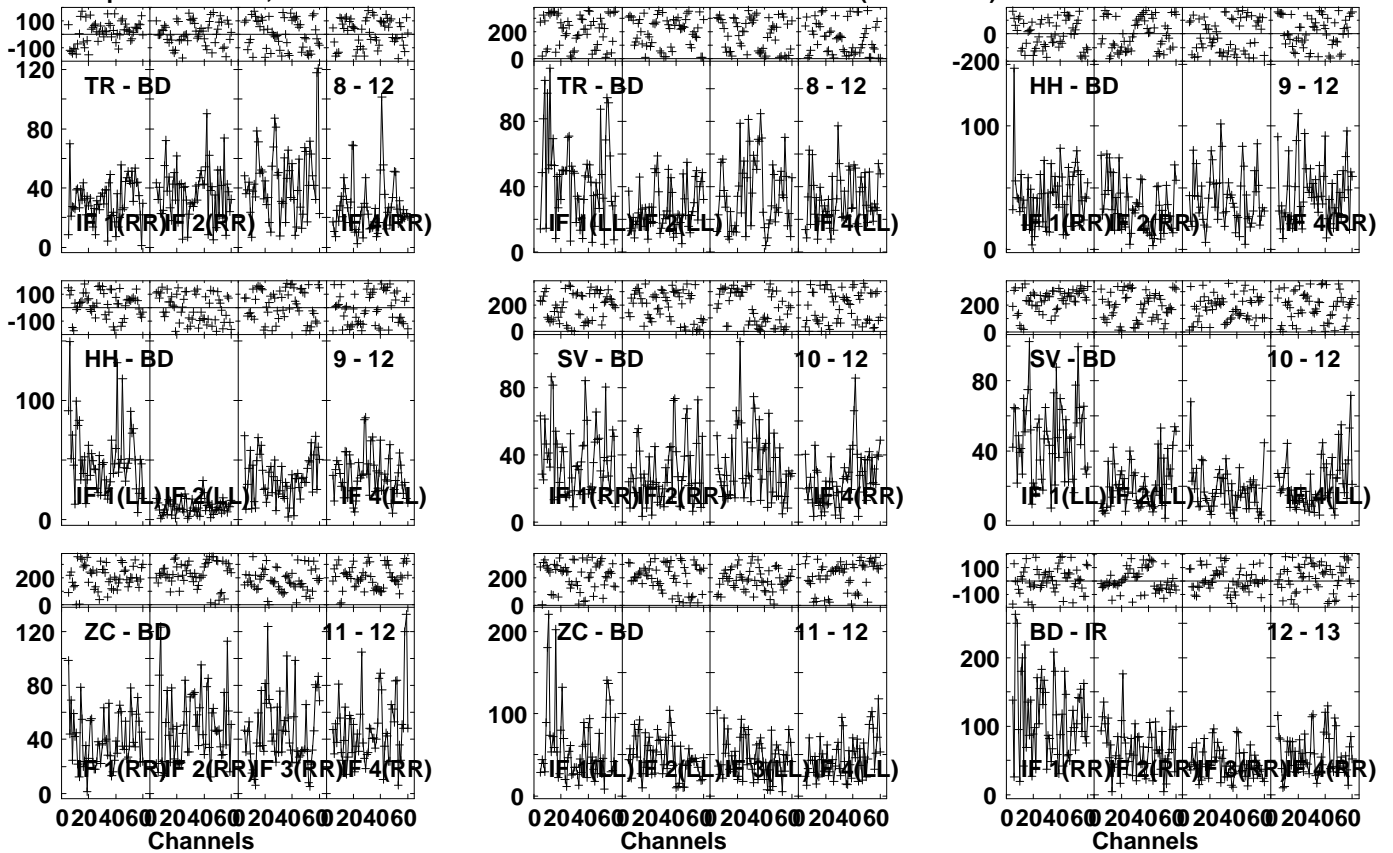 100
-100
120
80
40
0
TR - BD
8 - 12
IF 1(RR)
IF 2(RR)
IF 4(RR)
200
0
80
40
0
TR - BD
8 - 12
IF 1(LL)
IF 2(LL)
IF 4(LL)
0
-200
100
0
HH - BD
9 - 12
IF 1(RR)
IF 2(RR)
IF 4(RR)
100
-100
100
0
HH - BD
9 - 12
IF 1(LL)
IF 2(LL)
IF 4(LL)
200
0
80
40
0
SV - BD
10 - 12
IF 1(RR)
IF 2(RR)
IF 4(RR)
200
0
80
40
0
SV - BD
10 - 12
IF 1(LL)
IF 2(LL)
IF 4(LL)
200
0
120
80
40
0
ZC - BD
11 - 12
IF 1(RR)
IF 2(RR)
IF 3(RR)
IF 4(RR)
0 20 40 60 0 20 40 60 0 20 40 60 0 20 40 60
Channels
200
0
200
100
0
ZC - BD
11 - 12
IF 1(LL)
IF 2(LL)
IF 3(LL)
IF 4(LL)
0 20 40 60 0 20 40 60 0 20 40 60 0 20 40 60
Channels
100
-100
200
100
0
BD - IR
12 - 13
IF 1(RR)
IF 2(RR)
IF 3(RR)
IF 4(RR)
0 20 40 60 0 20 40 60 0 20 40 60 0 20 40 60
Channels